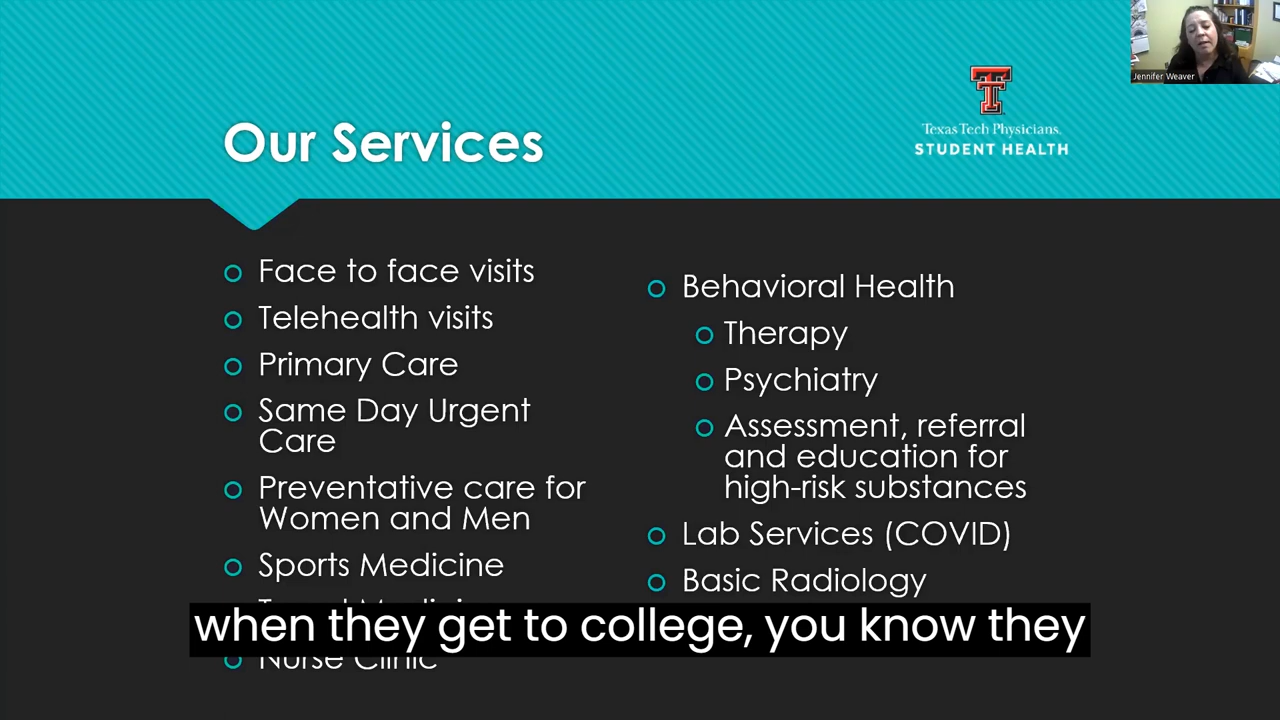 Jennifer Weaver
Texas Tech Physicians.
STUDENT HEALTH
Our Services
Face to face visits
Telehealth visits
Primary Care
Same Day Urgent
Care
Preventative care for
Women and Men
Sports Medicine
Nurse Clinic
Behavioral Health
Therapy
Psychiatry
Assessment, referral
and education for
high-risk substances
Lab Services (COVID)
Basic Radiology
when they get to college, you know they